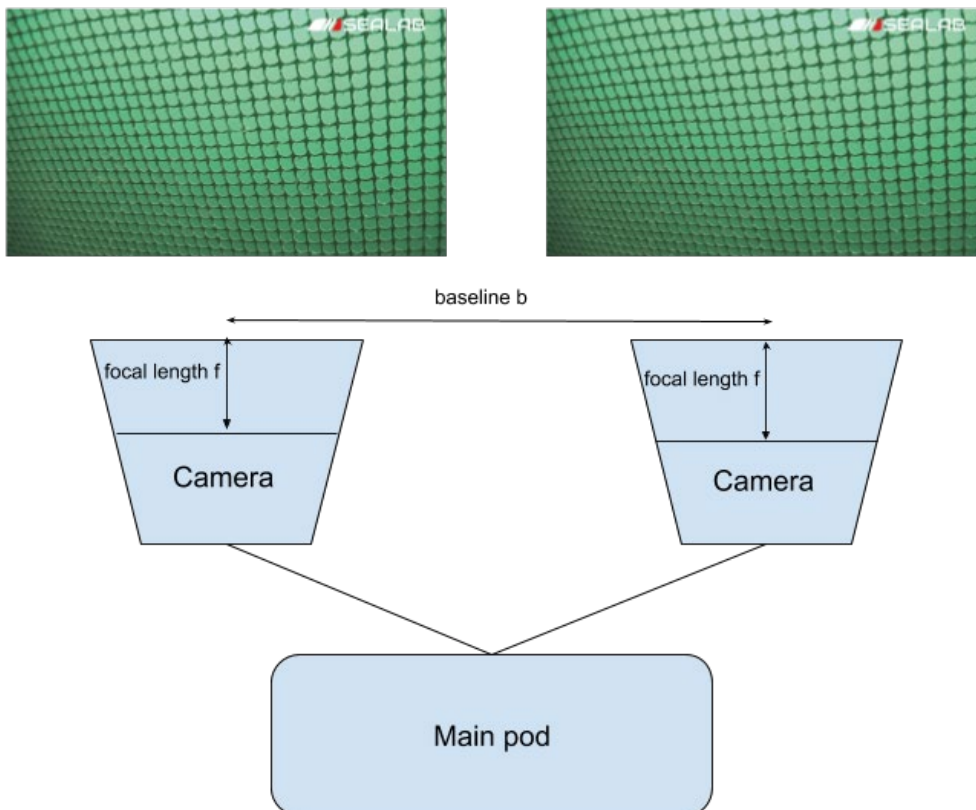 SEALAB
SEALAB
baseline b
focal length f
focal length f
Camera
Camera
Main pod